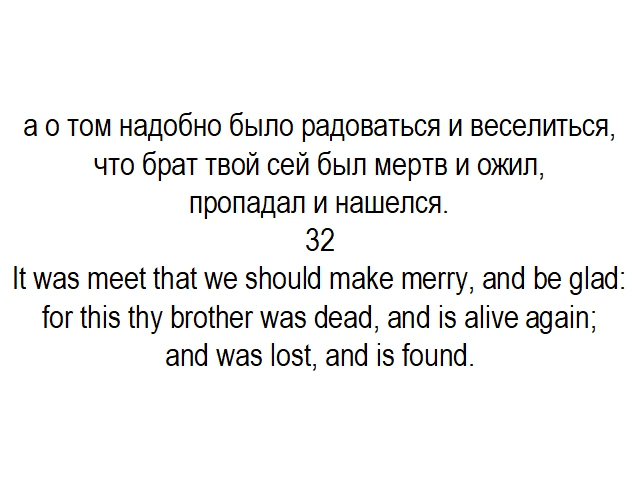 а о том надобно было радоваться и веселиться,
что брат твой сей был мертв и ожил,
пропадал и нашелся.
32
It was meet that we should make merry, and be glad:
for this thy brother was dead, and is alive again;
and was lost, and is found.